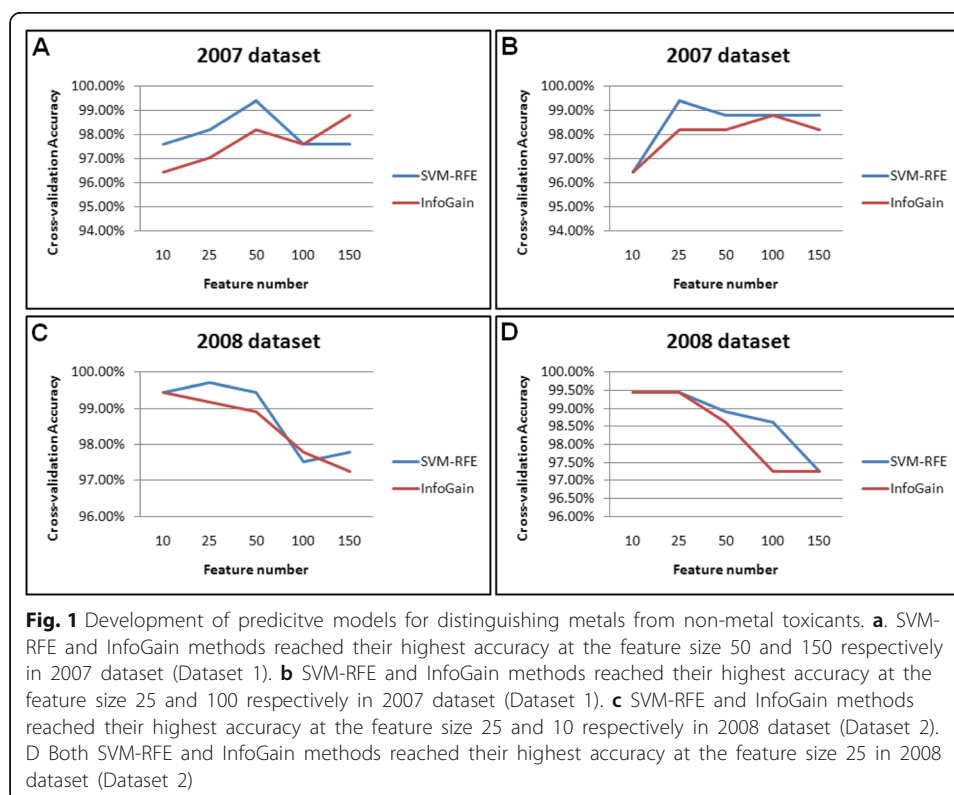 A
2007 dataset
Cross-validation Accuracy
100.00%
99.00%
98.00%
97.00%
96.00%
95.00%
94.00%
10 25 50 100 150
Feature number
SVM-RFE
InfoGain
B
2007 dataset
Cross-validation Accuracy
100.00%
99.00%
98.00%
97.00%
96.00%
95.00%
94.00%
10 25 50 100 150
Feature number
SVM-RFE
InfoGain
C
2008 dataset
Cross-validation Accuracy
100.00%
99.00%
98.00%
97.00%
96.00%
10 25 50 100 150
Feature number
SVM-RFE
InfoGain
D
2008 dataset
Cross-validation Accuracy
100.00%
99.50%
99.00%
98.50%
98.00%
97.50%
97.00%
96.50%
96.00%
10 25 50 100 150
Feature number
SVM-RFE
InfoGain
Fig. 1 Development of predicitve models for distinguishing metals from non-metal toxicants. a. SVM-
RFE and InfoGain methods reached their highest accuracy at the feature size 50 and 150 respectively
in 2007 dataset (Dataset 1). b SVM-RFE and InfoGain methods reached their highest accuracy at the
feature size 25 and 100 respectively in 2007 dataset (Dataset 1). c SVM-RFE and InfoGain methods
reached their highest accuracy at the feature size 25 and 10 respectively in 2008 dataset (Dataset 2).
D Both SVM-RFE and InfoGain methods reached their highest accuracy at the feature size 25 in 2008
dataset (Dataset 2)